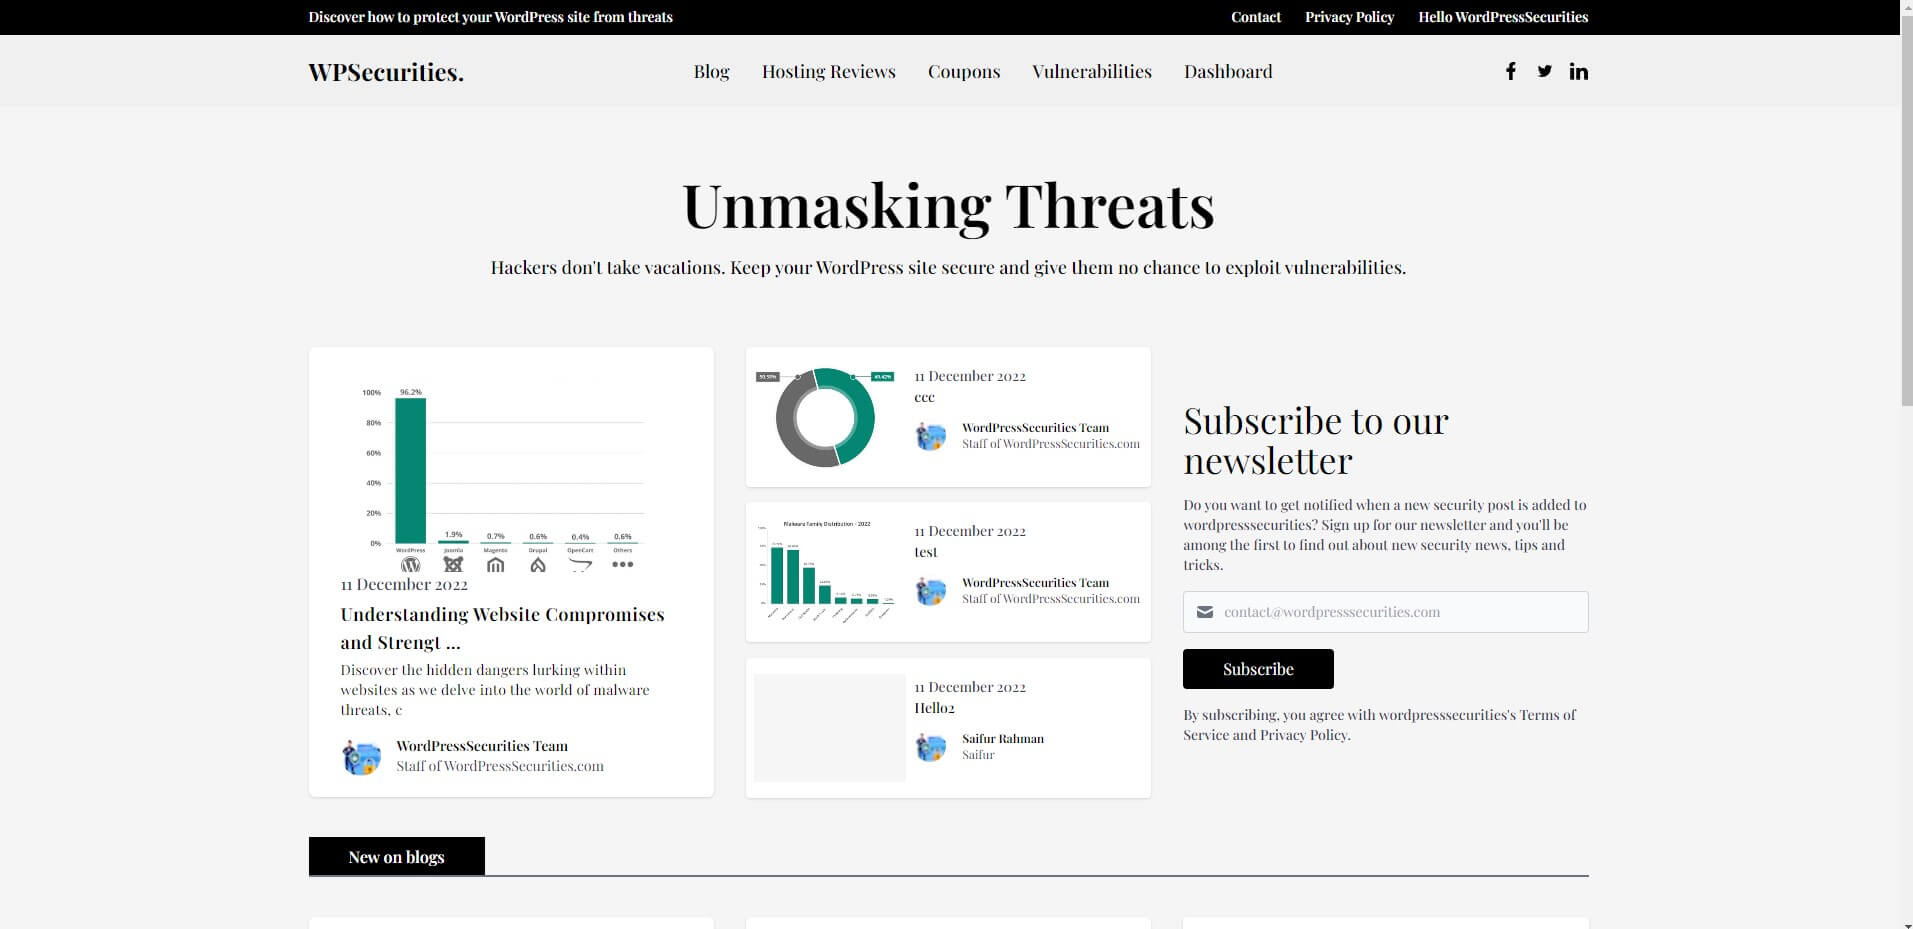 Discover how to protect your WordPress site from threats
Contact
Privacy Policy
Hello WordPressSecurities
WPSecurities.
Blog
Hosting Reviews
Coupons
Vulnerabilities
Dashboard
Unmasking Threats
Hackers don't take vacations. Keep your WordPress site secure and give them no chance to exploit vulnerabilities.
100%
80%
60%
40%
20%
0%
96.2%
1.9%
0.7%
0.6%
0.4%
0.6%
WordPress
Joomla
Magento
Drupal
OpenCart
Others
11 December 2022
Understanding Website Compromises
and Strengt ...
Discover the hidden dangers lurking within
websites as we delve into the world of malware
threats, c
WordPressSecurities Team
Staff of WordPressSecurities.com
11 December 2022
ccc
WordPressSecurities Team
Staff of WordPressSecurities.com
Malware Family Distribution - 2022
11 December 2022
test
WordPressSecurities Team
Staff of WordPressSecurities.com
11 December 2022
Hello2
Saifur Rahman
Saifur
Subscribe to our
newsletter
Do you want to get notified when a new security post is added to
wordpresssecurities? Sign up for our newsletter and you'll be
among the first to find out about new security news, tips and
tricks.
contact@wordpresssecurities.com
Subscribe
By subscribing, you agree with wordpresssecurities's Terms of
Service and Privacy Policy.
New on blogs